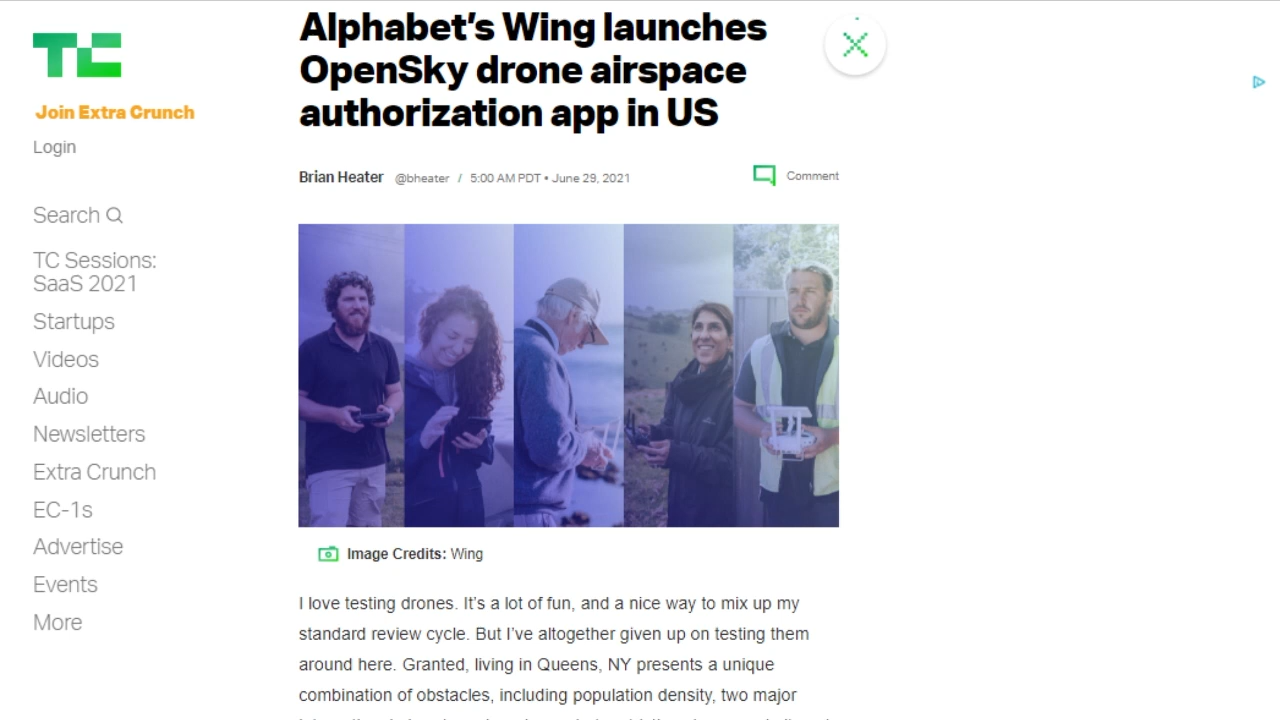 TC
Join Extra Crunch
Login
Search
TC Sessions:
SaaS 2021
Startups
Videos
Audio
Newsletters
Extra Crunch
EC-1s
Advertise
Events
More
Alphabet's Wing launches
OpenSky drone airspace
authorization app in US
Brian Heater @bheater / 5:00 AM PDT • June 29, 2021
Comment
Image Credits: Wing
I love testing drones. It's a lot of fun, and a nice way to mix up my
standard review cycle. But I've altogether given up on testing them
around here. Granted, living in Queens, NY presents a unique
combination of obstacles, including population density, two major